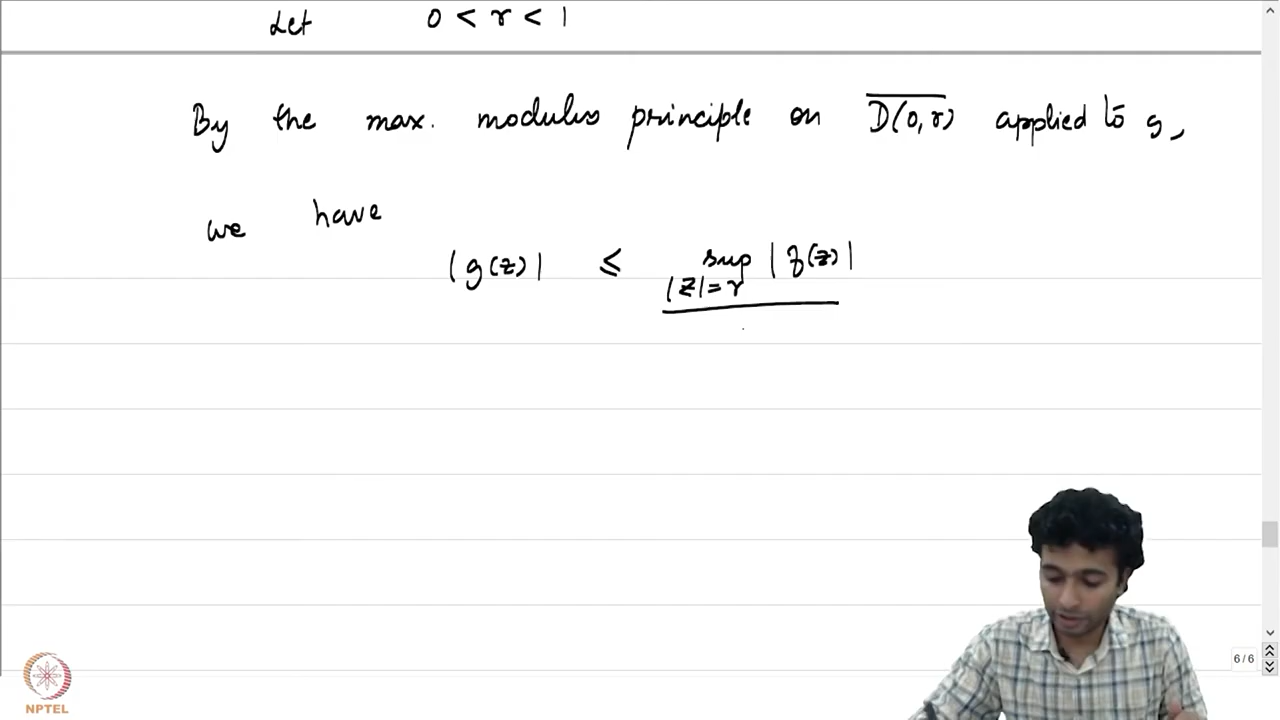 Let 0 < r < 1
By the max. modulus principle on \overline{D(0,r)} applied to g,
we have
|g(z)| ≤ sup |f(z)|
|z|=r
6 / 6
NPTEL